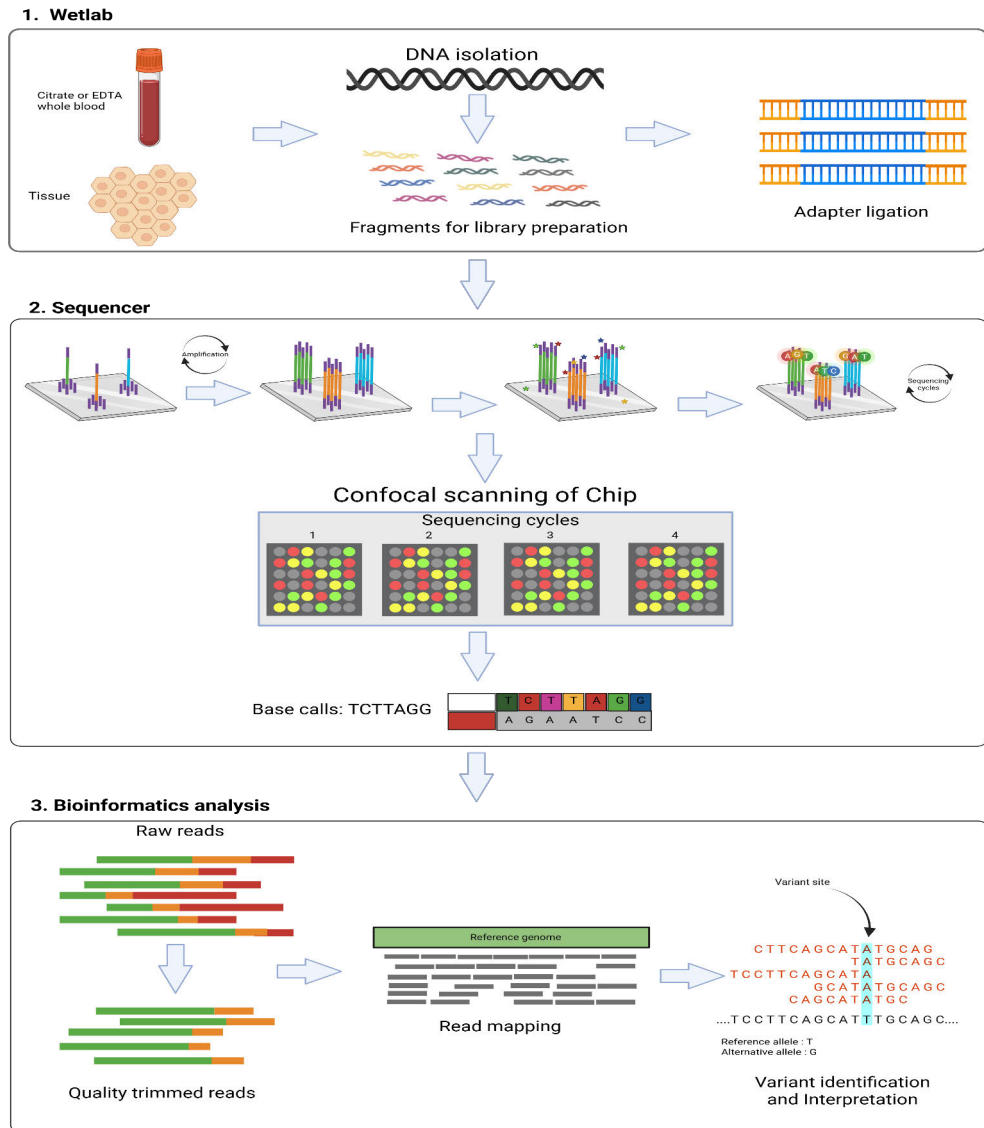 1. Wetlab
Citrate or EDTA
whole blood
Tissue
DNA isolation
Fragments for library preparation
Adapter ligation
2. Sequencer
Amplification
A G T
A T C
G A T
Sequencing
cycles
Confocal scanning of Chip
Sequencing cycles
1 2 3 4
Base calls: TCTTAGG
T C T T A G G
A G A A T C C
3. Bioinformatics analysis
Raw reads
Quality trimmed reads
Reference genome
Read mapping
Variant site
CTTCAGCATATGCAG
TATGCAGC
TCCTTCAGCATA
GCATATGCAGC
CAGCATATGC
....TCCTTCAGCATTTGCAGC....
Reference allele : T
Alternative allele : G
Variant identification
and Interpretation